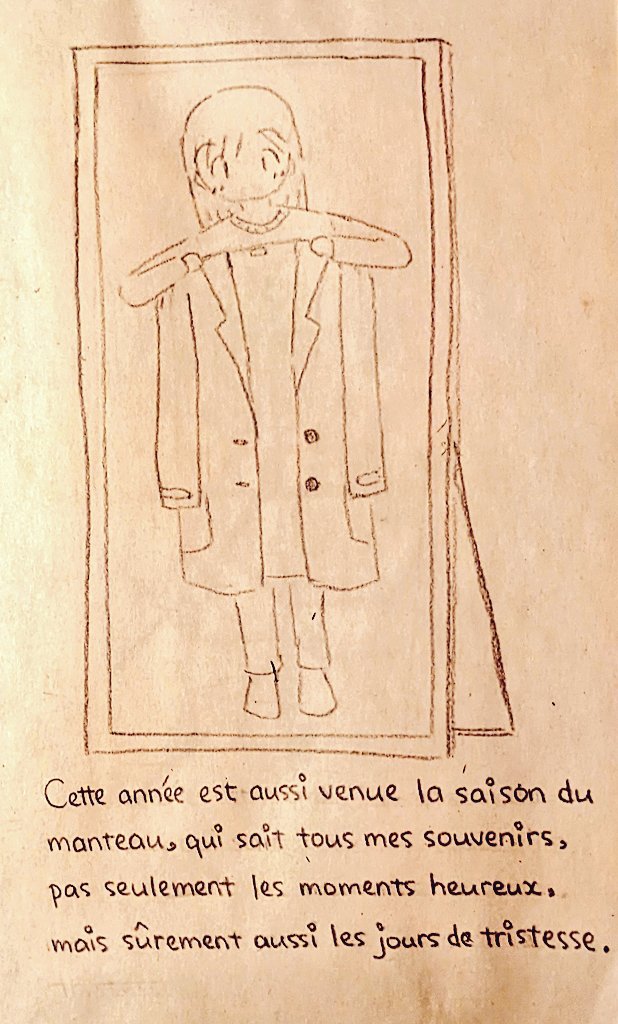 Cette année est aussi venue la saison du
manteau, qui sait tous mes souvenirs,
pas seulement les moments heureux,
mais sûrement aussi les jours de tristesse.